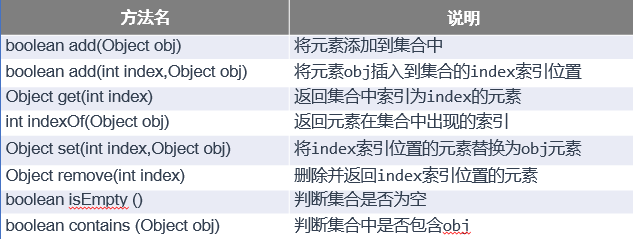 方法名 说明
boolean add(Object obj) 将元素添加到集合中
boolean add(int index,Object obj) 将元素obj插入到集合的index索引位置
Object get(int index) 返回集合中索引为index的元素
int indexOf(Object obj) 返回元素在集合中出现的索引
Object set(int index,Object obj) 将index索引位置的元素替换为obj元素
Object remove(int index) 删除并返回index索引位置的元素
boolean isEmpty () 判断集合是否为空
boolean contains (Object obj) 判断集合中是否包含obj